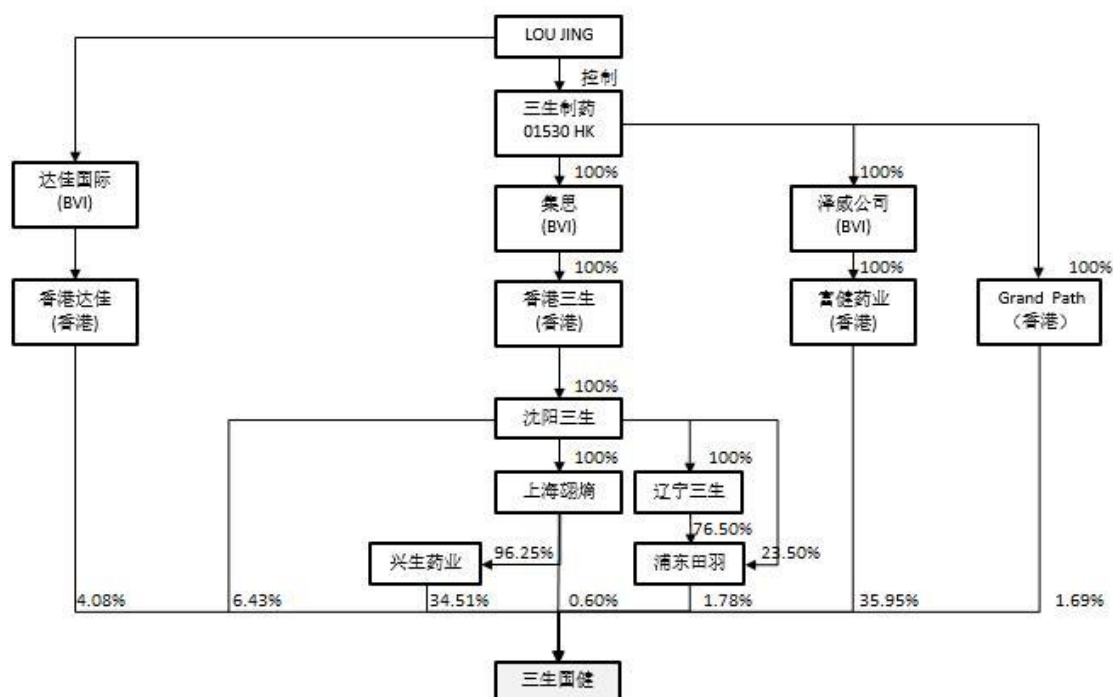 LOU JING
控制
三生制药
01530 HK
100%
100%
100%
达佳国际
(BVI)
集思
(BVI)
泽威公司
(BVI)
100%
100%
100%
香港达佳
(香港)
香港三生
(香港)
富健药业
(香港)
Grand Path
（香港）
100%
沈阳三生
100%
100%
上海翃熵
辽宁三生
76.50%
兴生药业
96.25%
浦东田羽
23.50%
4.08%
6.43%
34.51%
0.60%
1.78%
35.95%
1.69%
三生国健